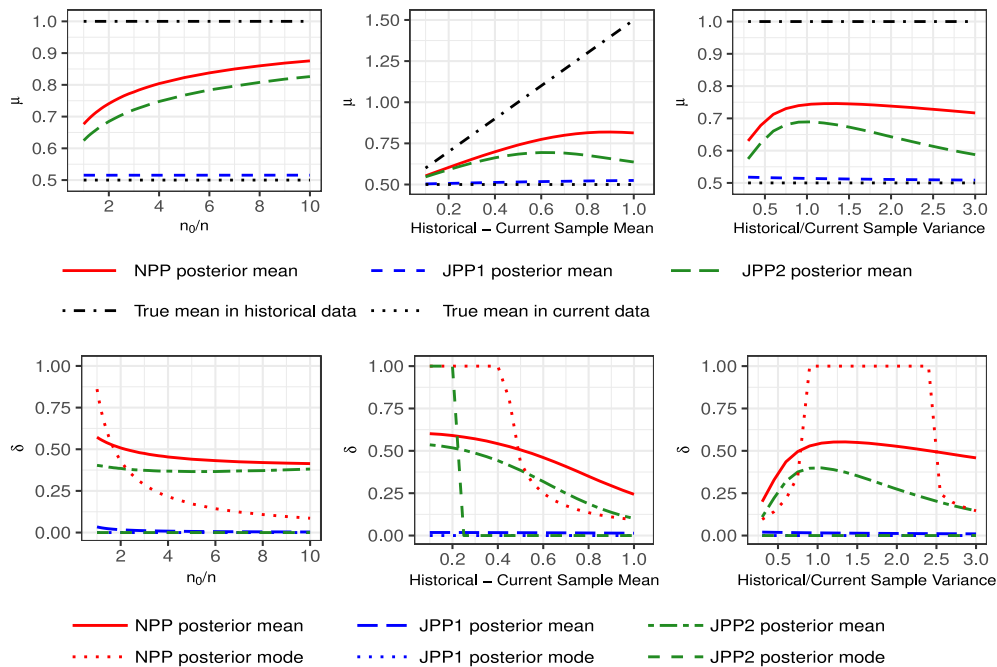 1.0
0.9
0.8
0.7
0.6
0.5
μ
2 4 6 8 10
n0/n
1.50
1.25
1.00
0.75
0.50
μ
0.2 0.4 0.6 0.8 1.0
Historical − Current Sample Mean
1.0
0.9
0.8
0.7
0.6
0.5
μ
0.5 1.0 1.5 2.0 2.5 3.0
Historical/Current Sample Variance
NPP posterior mean JPP1 posterior mean JPP2 posterior mean
True mean in historical data True mean in current data
1.00
0.75
0.50
0.25
0.00
δ
2 4 6 8 10
n0/n
1.00
0.75
0.50
0.25
0.00
δ
0.2 0.4 0.6 0.8 1.0
Historical − Current Sample Mean
1.00
0.75
0.50
0.25
0.00
δ
0.5 1.0 1.5 2.0 2.5 3.0
Historical/Current Sample Variance
NPP posterior mean JPP1 posterior mean JPP2 posterior mean
NPP posterior mode JPP1 posterior mode JPP2 posterior mode